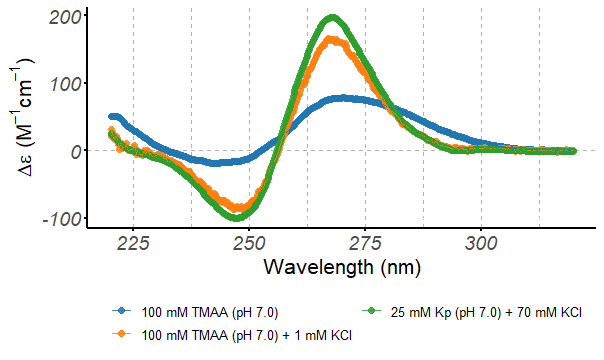 200
100
0
-100
Δε (M⁻¹cm⁻¹)
225 250 275 300
Wavelength (nm)
100 mM TMAA (pH 7.0)
25 mM Kp (pH 7.0) + 70 mM KCl
100 mM TMAA (pH 7.0) + 1 mM KCl